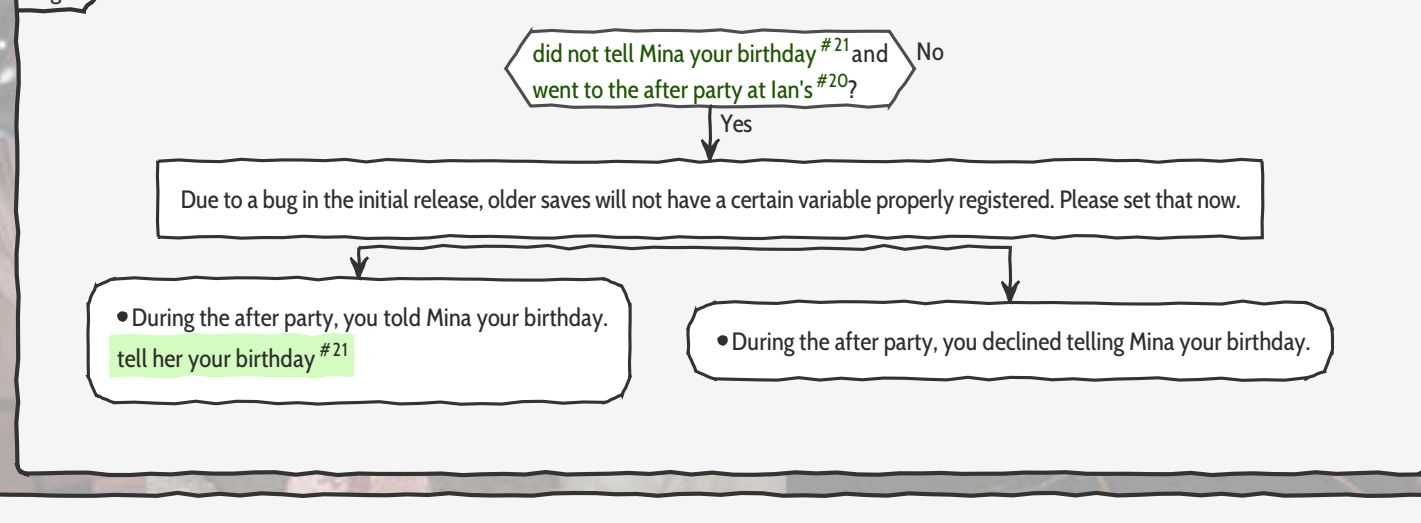 did not tell Mina your birthday #21 and
went to the after party at Ian's #20?
No
Yes
Due to a bug in the initial release, older saves will not have a certain variable properly registered. Please set that now.
• During the after party, you told Mina your birthday.
tell her your birthday #21
• During the after party, you declined telling Mina your birthday.